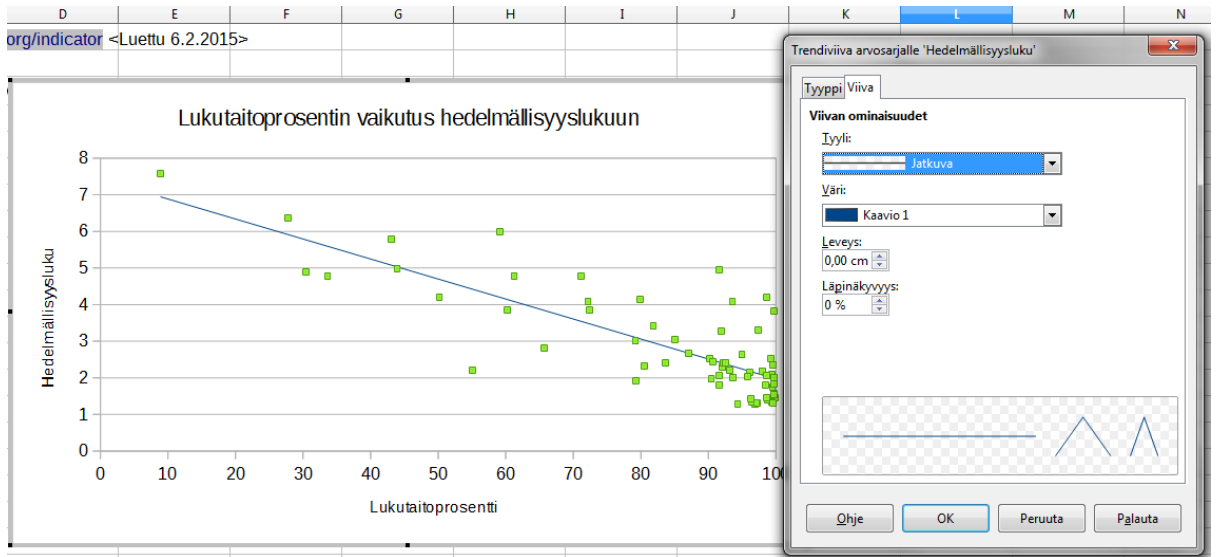 D E F G H I J K L M N
org/indicator <Luettu 6.2.2015>
Lukutaitoprosentin vaikutus hedelmällisyyslukuun
Hedelmällisyysluku
8
7
6
5
4
3
2
1
0
0 10 20 30 40 50 60 70 80 90 100
Lukutaitoprosentti
Trendiviiva arvosarjalle 'Hedelmällisyysluku'
Tyyppi Viiva
Viivan ominaisuudet
Tyyli:
Jatkuva
Väri:
Kaavio 1
Leveys:
0,00 cm
Läpinäkyvyys:
0 %
Ohje OK Peruuta Palauta